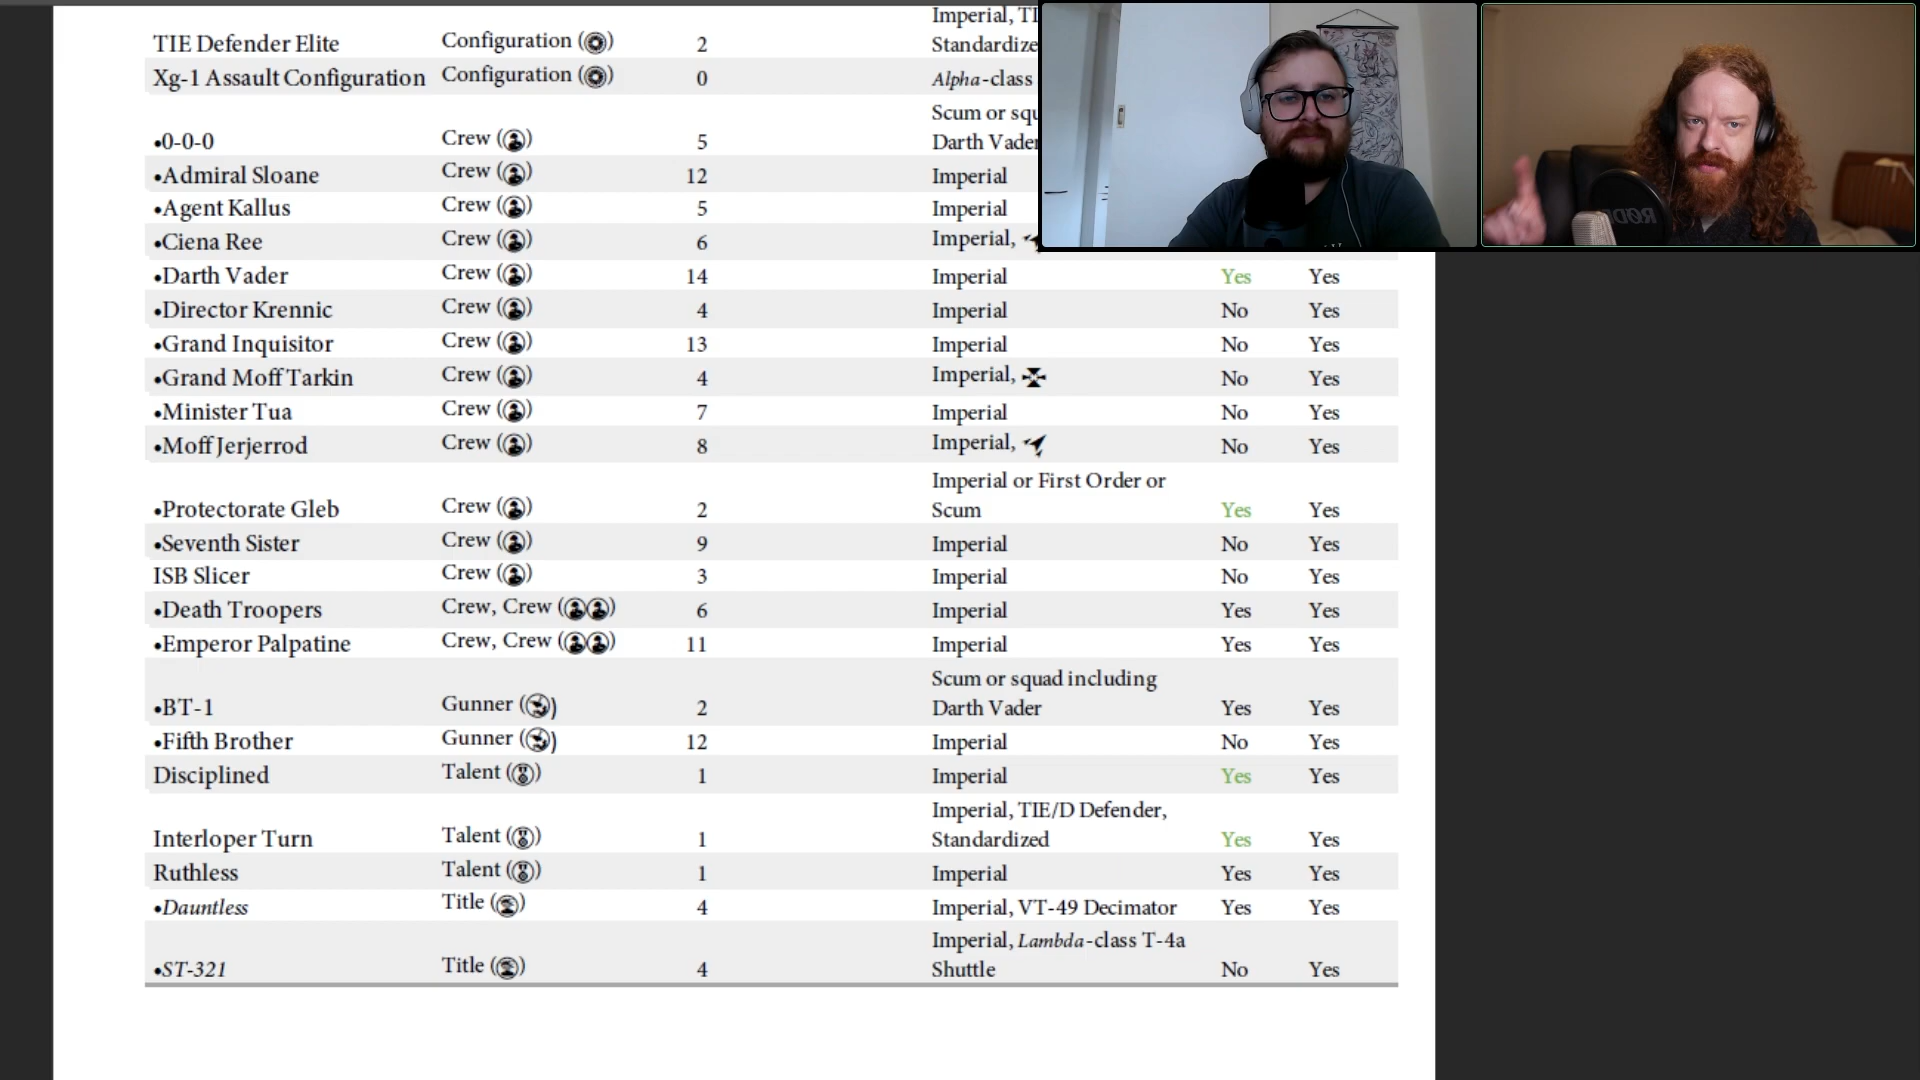 Imperial, TI
TIE Defender Elite Configuration () 2 Standardize
Xg-1 Assault Configuration Configuration () 0 Alpha-class
Scum or squ
•0-0-0 Crew () 5 Darth Vader
•Admiral Sloane Crew () 12 Imperial
•Agent Kallus Crew () 5 Imperial
•Ciena Ree Crew () 6 Imperial,
•Darth Vader Crew () 14 Imperial Yes Yes
•Director Krennic Crew () 4 Imperial No Yes
•Grand Inquisitor Crew () 13 Imperial No Yes
•Grand Moff Tarkin Crew () 4 Imperial, No Yes
•Minister Tua Crew () 7 Imperial No Yes
•Moff Jerjerrod Crew () 8 Imperial, No Yes
Imperial or First Order or
•Protectorate Gleb Crew () 2 Scum Yes Yes
•Seventh Sister Crew () 9 Imperial No Yes
ISB Slicer Crew () 3 Imperial No Yes
•Death Troopers Crew, Crew () 6 Imperial Yes Yes
•Emperor Palpatine Crew, Crew () 11 Imperial Yes Yes
Scum or squad including
•BT-1 Gunner () 2 Darth Vader Yes Yes
•Fifth Brother Gunner () 12 Imperial No Yes
Disciplined Talent () 1 Imperial Yes Yes
Imperial, TIE/D Defender,
Interloper Turn Talent () 1 Standardized Yes Yes
Ruthless Talent () 1 Imperial Yes Yes
•Dauntless Title () 4 Imperial, VT-49 Decimator Yes Yes
Imperial, Lambda-class T-4a
•ST-321 Title () 4 Shuttle No Yes
RØDE